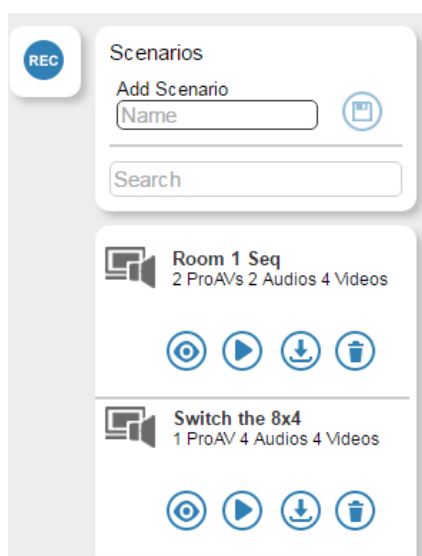 REC
Scenarios
Add Scenario
Name
Search
Room 1 Seq
2 ProAVs 2 Audios 4 Videos
Switch the 8x4
1 ProAV 4 Audios 4 Videos